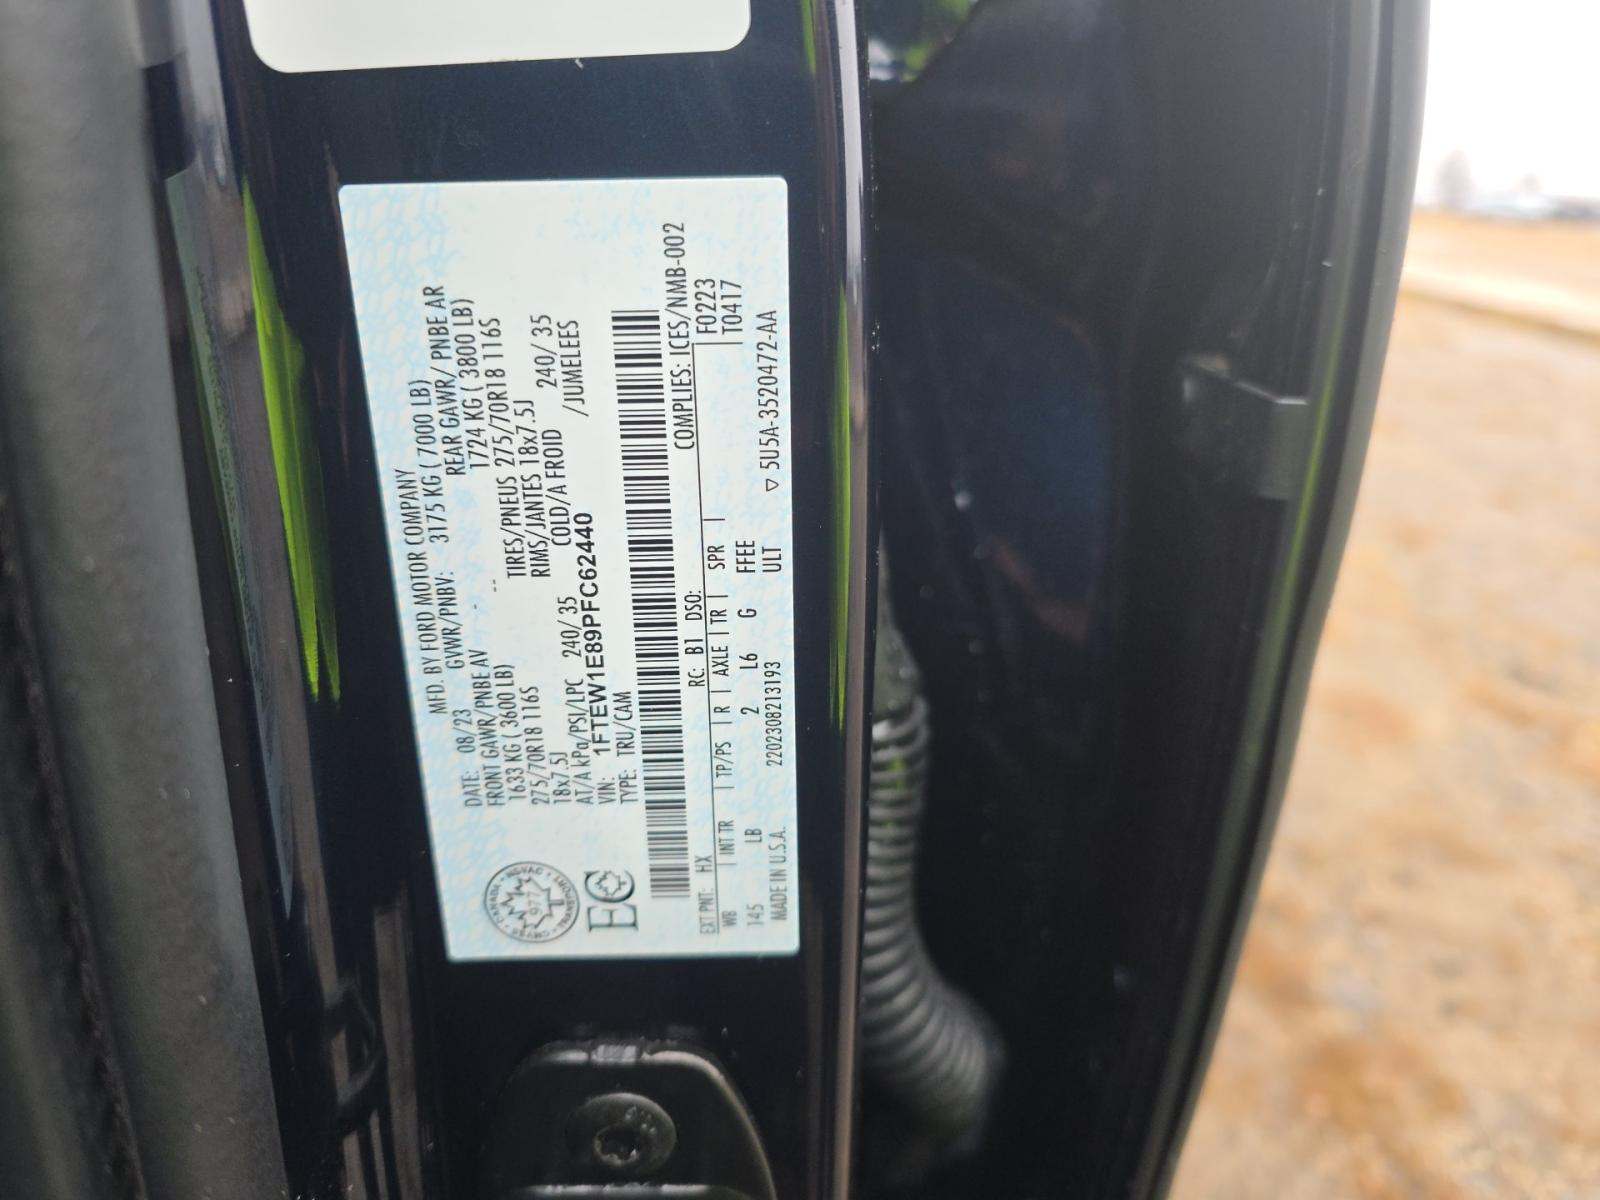 MFD. BY FORD MOTOR COMPANY
DATE: 08/23 GVWR/PNBV: 3175 KG ( 7000 LB)
FRONT GAWR/PNBE AV REAR GAWR/ PNBE AR
1633 KG ( 3600 LB) 1724 KG ( 3800 LB)
275/70R18 116S TIRES/PNEUS 275/70R18 116S
18x7.5J RIMS/JANTES 18x7.5J
AT/A kPa/PSI/LPC 240/ 35 COLD/A FROID 240/ 35
VIN: 1FTEW1E89PFC62440 /JUMELEES
TYPE: TRU/CAM
CANADA
977
TRANSPORT
EC
COMPLIES: ICES/NMB-002
EXT PNT: HX RC: B1 DSO: F0223
WB INT TR TP/PS R AXLE TR SPR T0417
145 LB 2 L6 G FFEE
ULT
MADE IN U.S.A. 2202308213193 ▽ 5U5A-3520472-AA